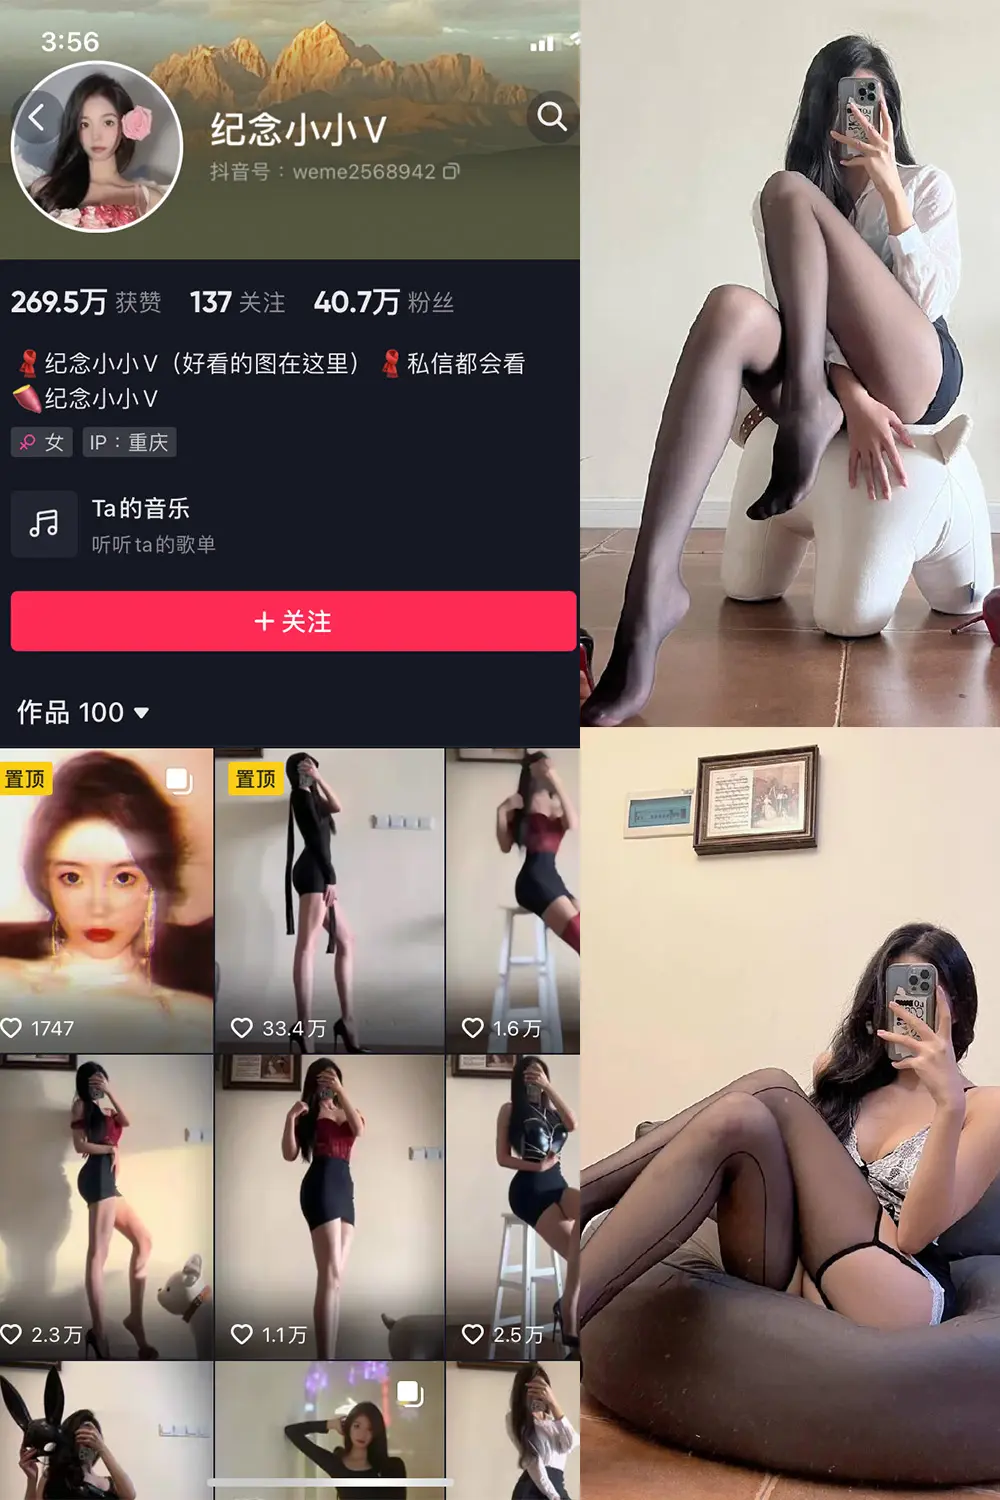 3:56
纪念小小V
抖音号：weme2568942
269.5万 获赞 137 关注 40.7万 粉丝
纪念小小V（好看的图在这里） 私信都会看
纪念小小V
女 IP：重庆
Ta的音乐
听听ta的歌单
+ 关注
作品 100
置顶
置顶
1747
33.4万
1.6万
2.3万
1.1万
2.5万